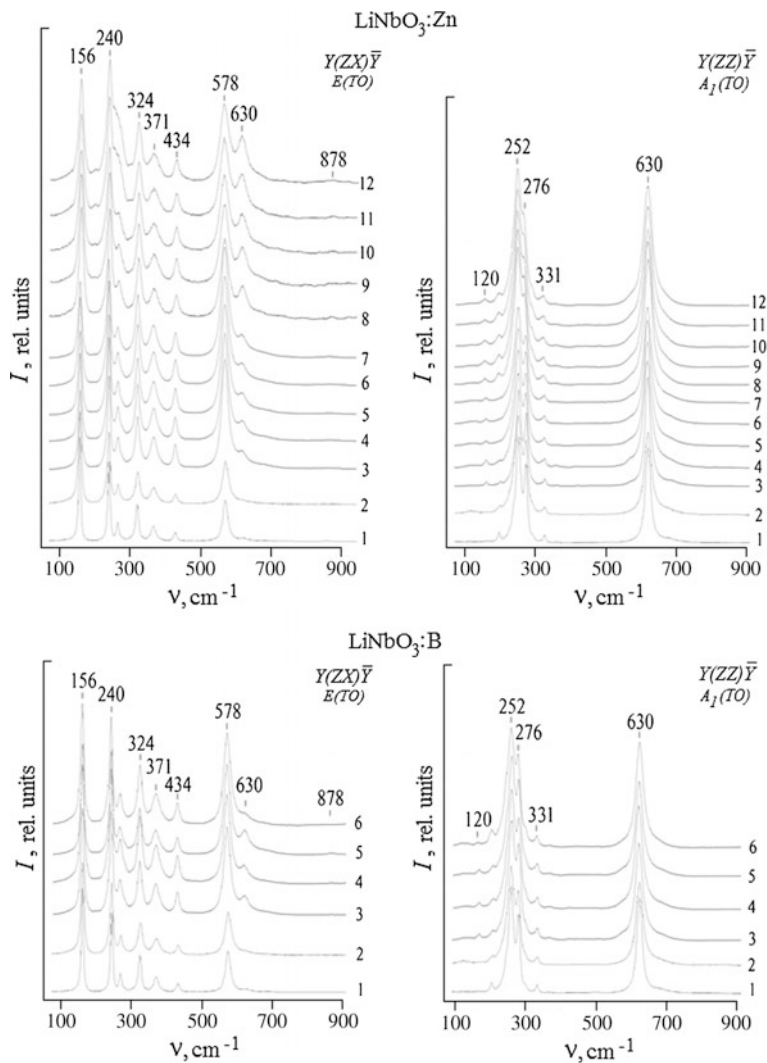 LiNbO₃:Zn
Y(ZX)Ȳ
E(TO)
156
240
324
371
434
578
630
878
12
11
10
9
8
7
6
5
4
3
2
1
I, rel. units
100 300 500 700 900
ν, cm⁻¹
Y(ZZ)Ȳ
A₁(TO)
252
276
120
331
630
12
11
10
9
8
7
6
5
4
3
2
1
I, rel. units
100 300 500 700 900
ν, cm⁻¹
LiNbO₃:B
Y(ZX)Ȳ
E(TO)
156
240
324
371
434
578
630
878
6
5
4
3
2
1
I, rel. units
100 300 500 700 900
ν, cm⁻¹
Y(ZZ)Ȳ
A₁(TO)
252
276
120
331
630
6
5
4
3
2
1
I, rel. units
100 300 500 700 900
ν, cm⁻¹